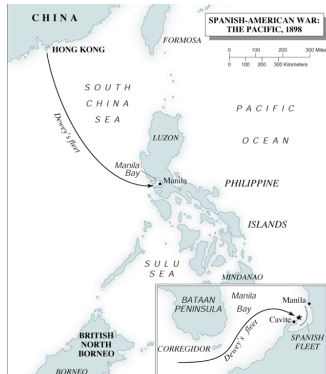 CHINA
HONG KONG
FORMOSA
SPANISH-AMERICAN WAR:
THE PACIFIC, 1898
0 100 200 300 Miles
0 100 200 300 Kilometers
SOUTH
CHINA
SEA
Dewey's fleet
PACIFIC
OCEAN
LUZON
Manila
Bay
Manila
PHILIPPINE
ISLANDS
SULU
SEA
MINDANAO
BRITISH
NORTH
BORNEO
BORNEO
BATAAN
PENINSULA
Manila
Bay
Manila
Cavite
SPANISH
FLEET
CORREGIDOR
Dewey's fleet